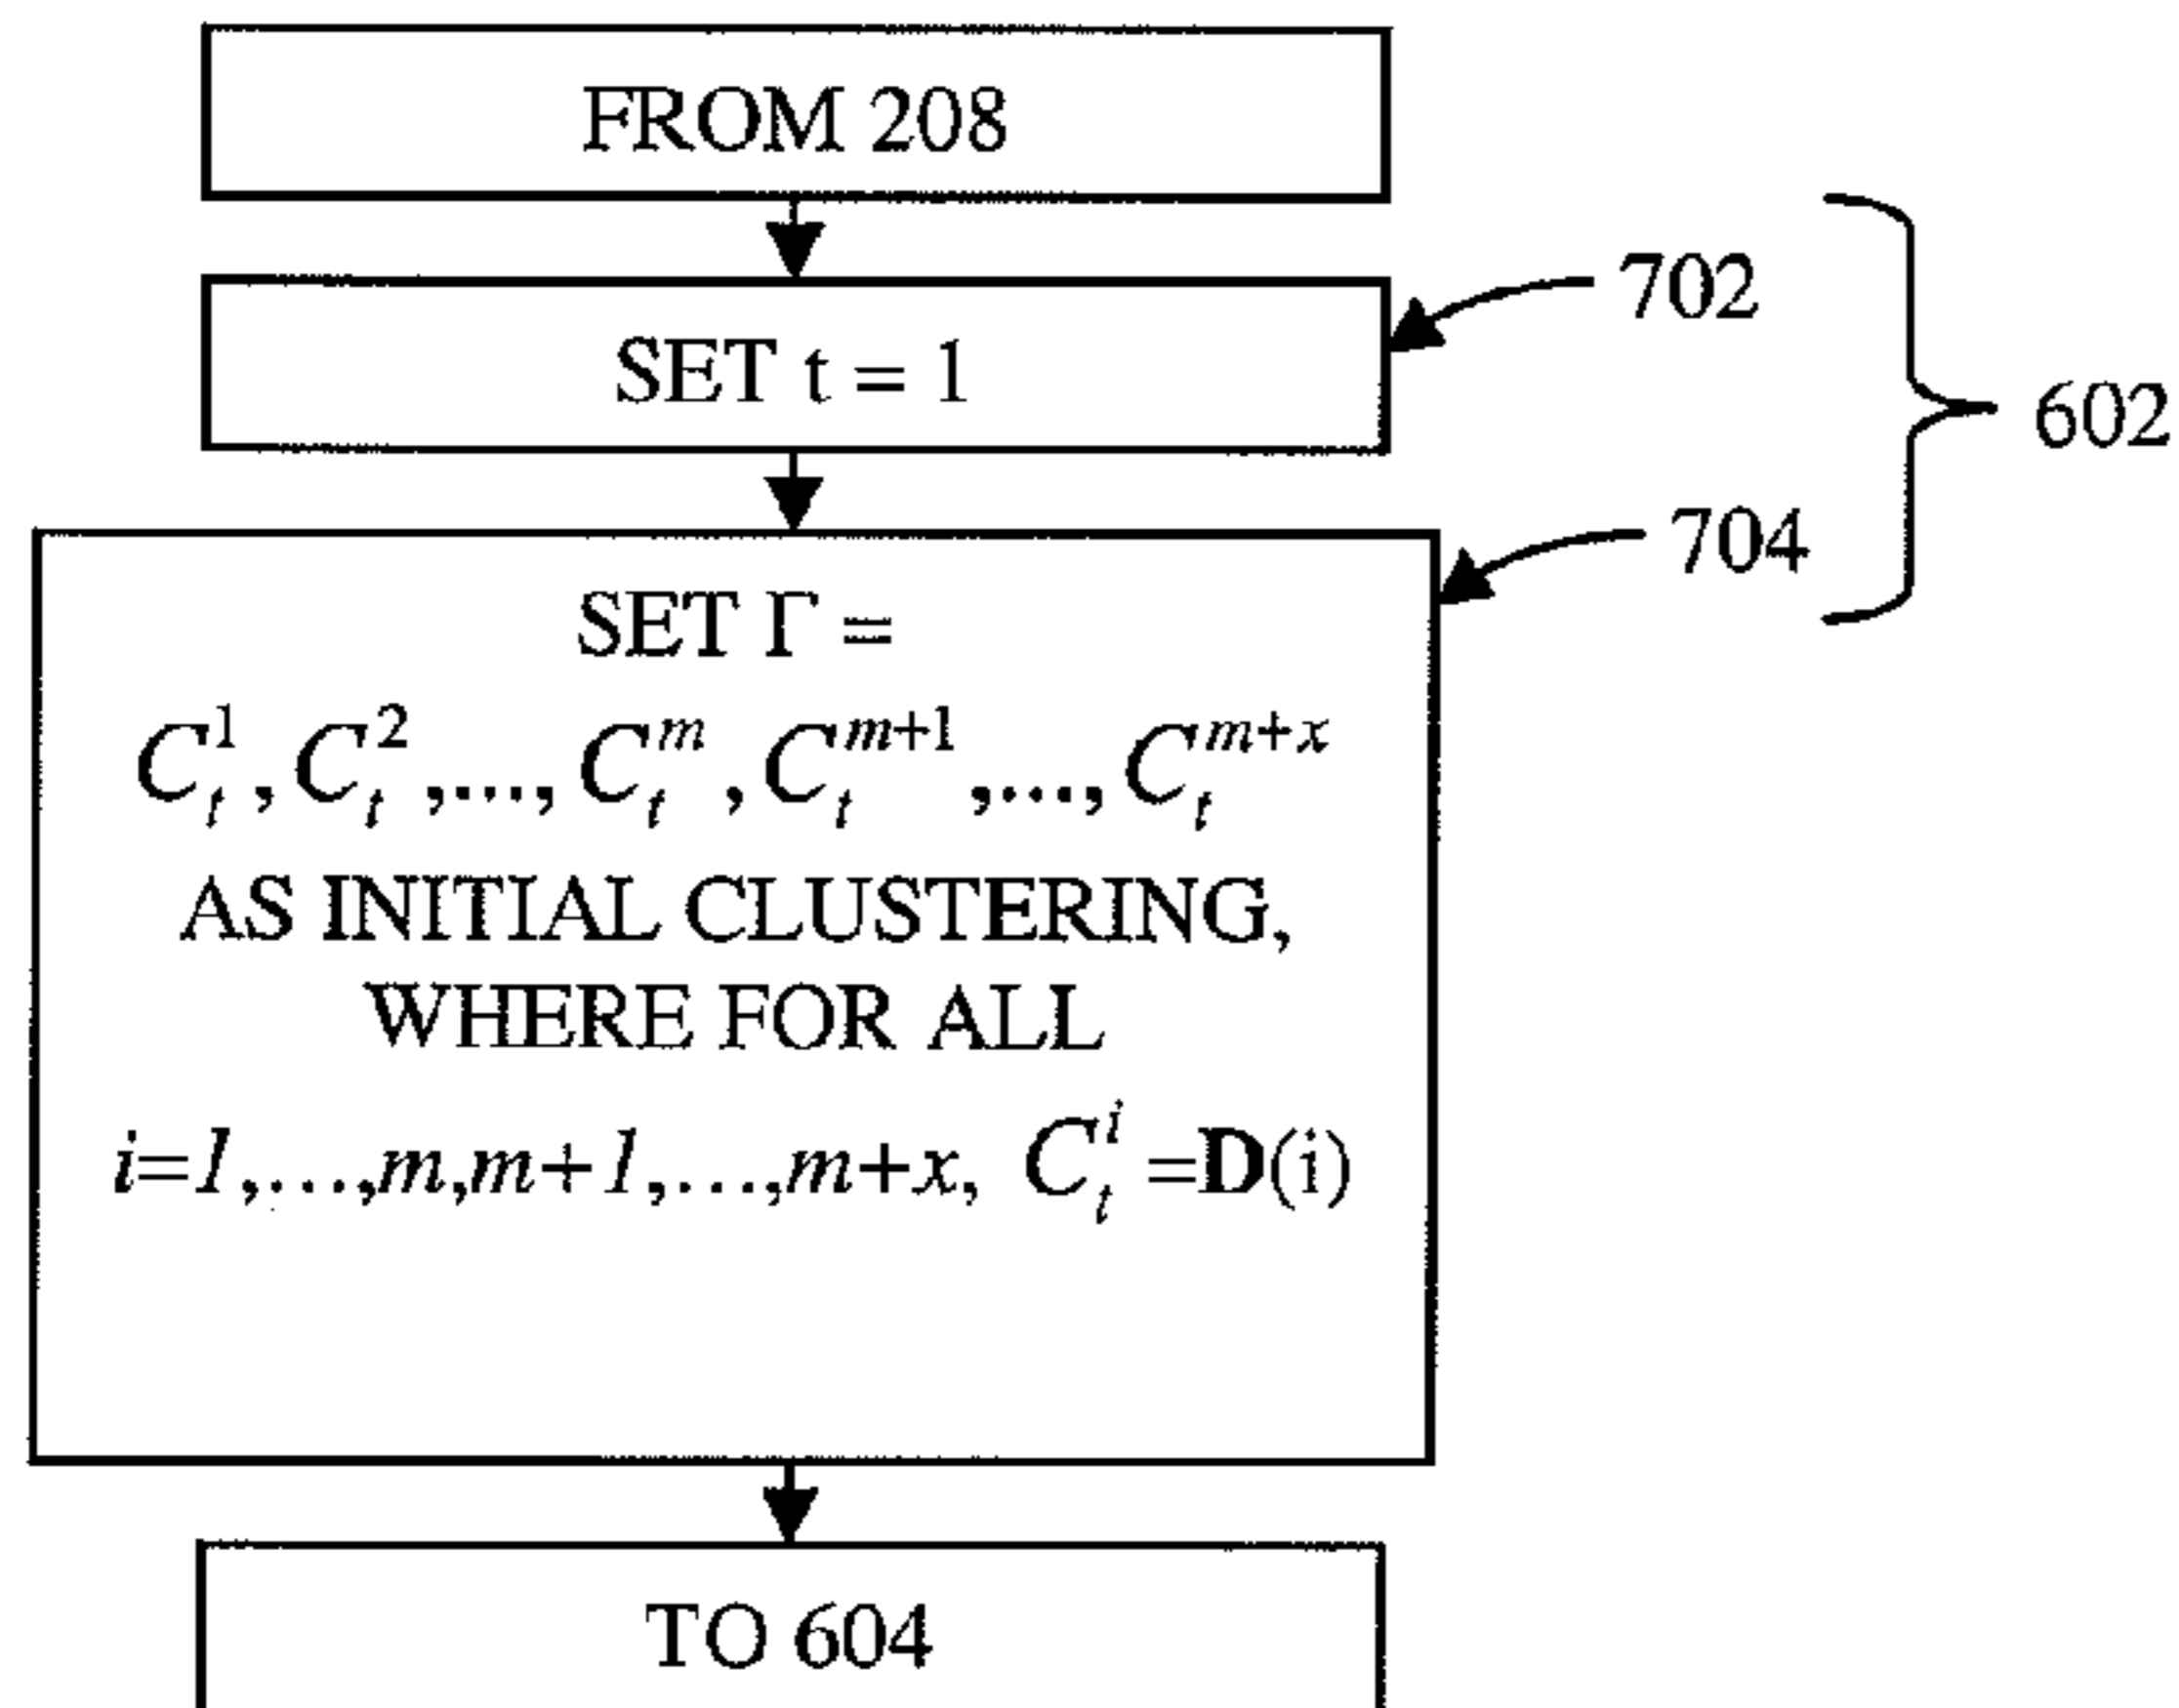 FROM 208
702
SET t = 1
602
704
SET Γ =
C_t^1, C_t^2, ..., C_t^m, C_t^{m+1}, ..., C_t^{m+x}
AS INITIAL CLUSTERING,
WHERE FOR ALL
i=1,...,m,m+1,...,m+x, C_t^i =D(i)
TO 604